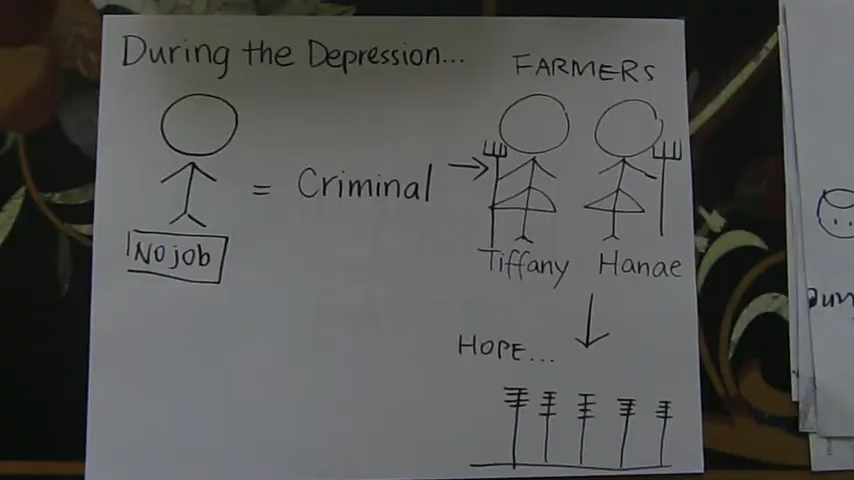 During the Depression...
FARMERS
= Criminal
No job
Tiffany Hanae
HOPE...